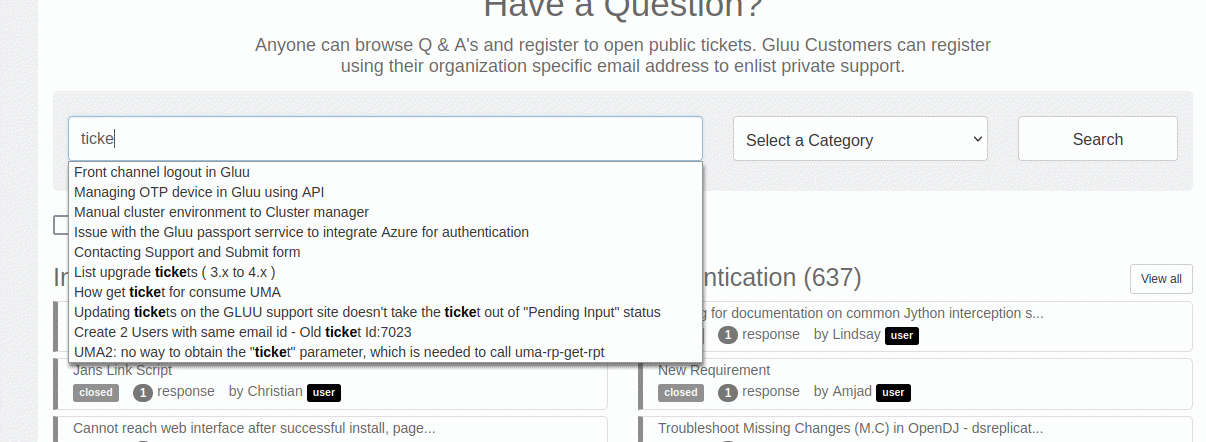 Have a Question?
Anyone can browse Q & A's and register to open public tickets. Gluu Customers can register
using their organization specific email address to enlist private support.
ticke
Select a Category
Search
Front channel logout in Gluu
Managing OTP device in Gluu using API
Manual cluster environment to Cluster manager
Issue with the Gluu passport serrvice to integrate Azure for authentication
Contacting Support and Submit form
List upgrade tickets ( 3.x to 4.x )
How get ticket for consume UMA
Updating tickets on the GLUU support site doesn't take the ticket out of "Pending Input" status
Create 2 Users with same email id - Old ticket Id:7023
UMA2: no way to obtain the "ticket" parameter, which is needed to call uma-rp-get-rpt
ntication (637)
View all
g for documentation on common Jython interception s...
1 response by Lindsay user
Jans Link Script
closed 1 response by Christian user
New Requirement
closed 1 response by Amjad user
Cannot reach web interface after successful install, page...
Troubleshoot Missing Changes (M.C) in OpenDJ - dsreplicat...